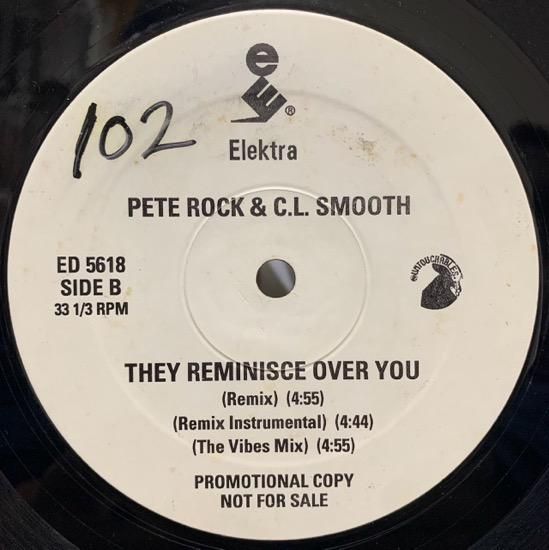 102
e
®
Elektra
PETE ROCK & C.L. SMOOTH
ED 5618
SIDE B
33 1/3 RPM
UNTOUCHABLES
THEY REMINISCE OVER YOU
(Remix) (4:55)
(Remix Instrumental) (4:44)
(The Vibes Mix) (4:55)
PROMOTIONAL COPY
NOT FOR SALE